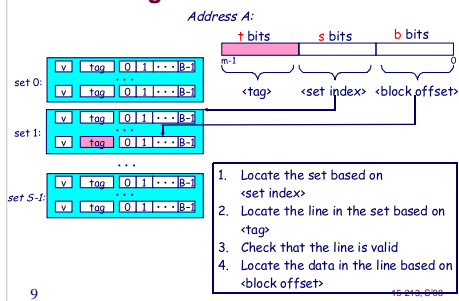 Address A:
t bits s bits b bits
m-1 0
<tag> <set index> <block offset>
v tag 0 1 • • • B-1
set 0: • • •
v tag 0 1 • • • B-1
v tag 0 1 • • • B-1
set 1: • • •
v tag 0 1 • • • B-1
• • •
v tag 0 1 • • • B-1
set S-1: • • •
v tag 0 1 • • • B-1
1. Locate the set based on
<set index>
2. Locate the line in the set based on
<tag>
3. Check that the line is valid
4. Locate the data in the line based on
<block offset>
9